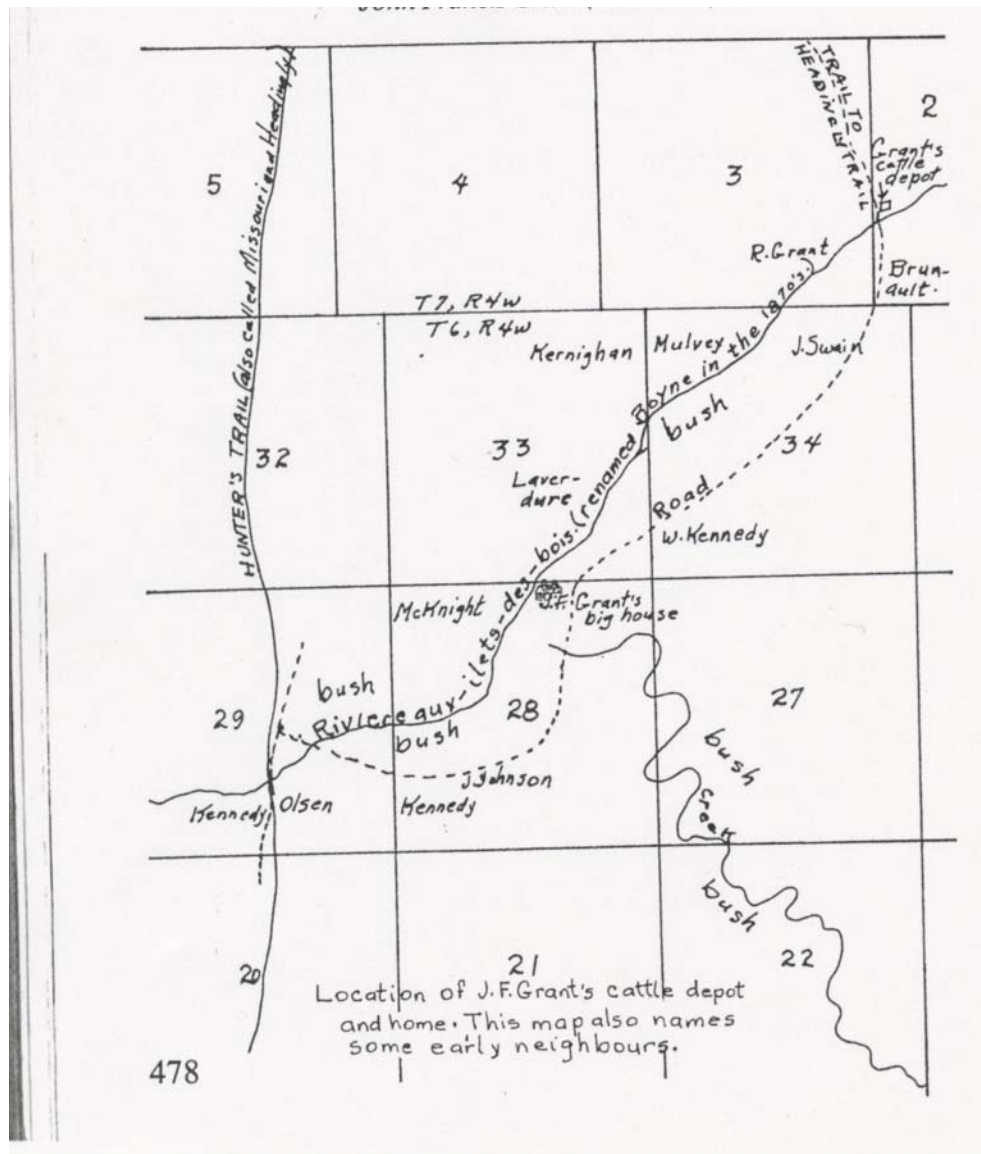 HUNTER'S TRAIL (also called Missouri and Headingly)
TRAIL TO
HEADINGLY TRAIL
2
Grant's
cattle
depot
5
4
3
R. Grant
Brun-
ault.
T7, R4W
T6, R4W
Kernighan
Mulvey
J. Swain
Riviere aux-ilets-des-bois. (renamed Boyne in the 1870's.)
bush
32
33
34
Laver-
dure
Road
W. Kennedy
McKnight
J.F. Grant's
big house
bush
29
28
27
bush
bush
J Johnson
Kennedy
Olsen
Kennedy
Creek
bush
20
21
22
Location of J.F. Grant's cattle depot
and home. This map also names
some early neighbours.
478